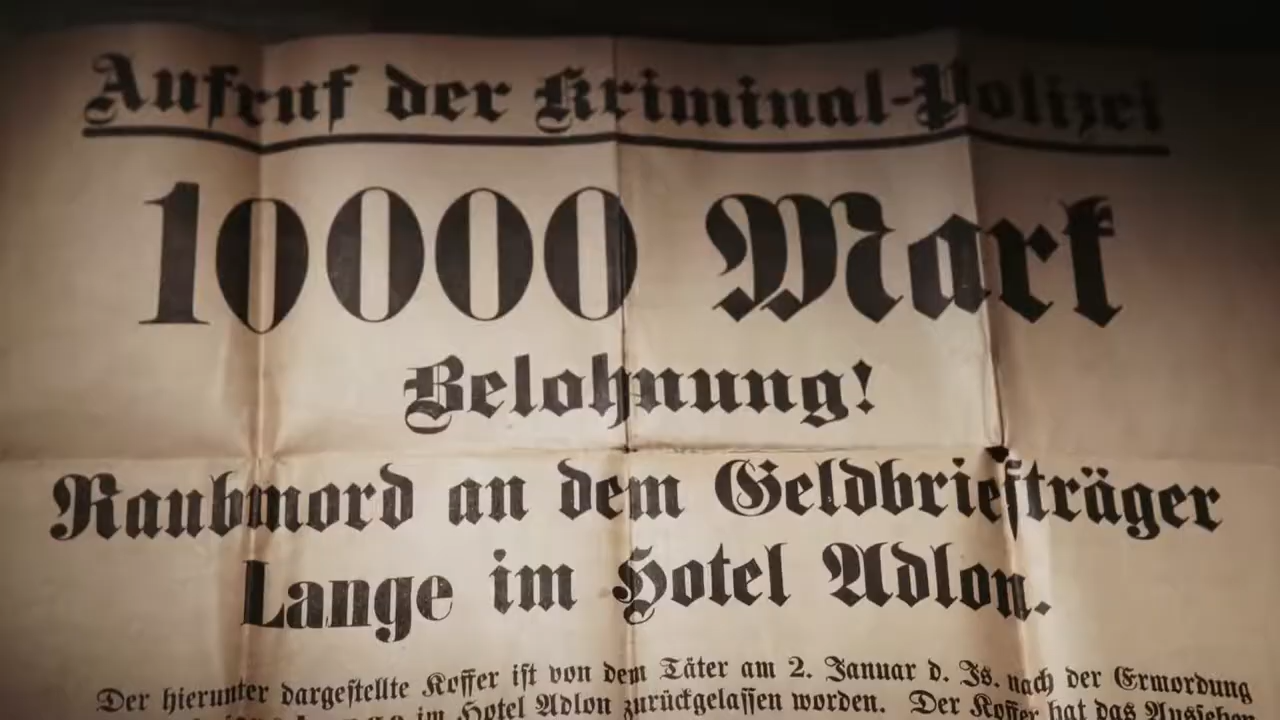 Aufruf der Kriminal-Polizei
10000 Mark
Belohnung!
Raubmord an dem Geldbriefträger
Lange im Hotel Adlon.
Der hierunter dargestellte Koffer ist von dem Täter am 2. Januar d. Js. nach der Ermordung
im Hotel Adlon zurückgelassen worden. Der Koffer hat das Aussehen